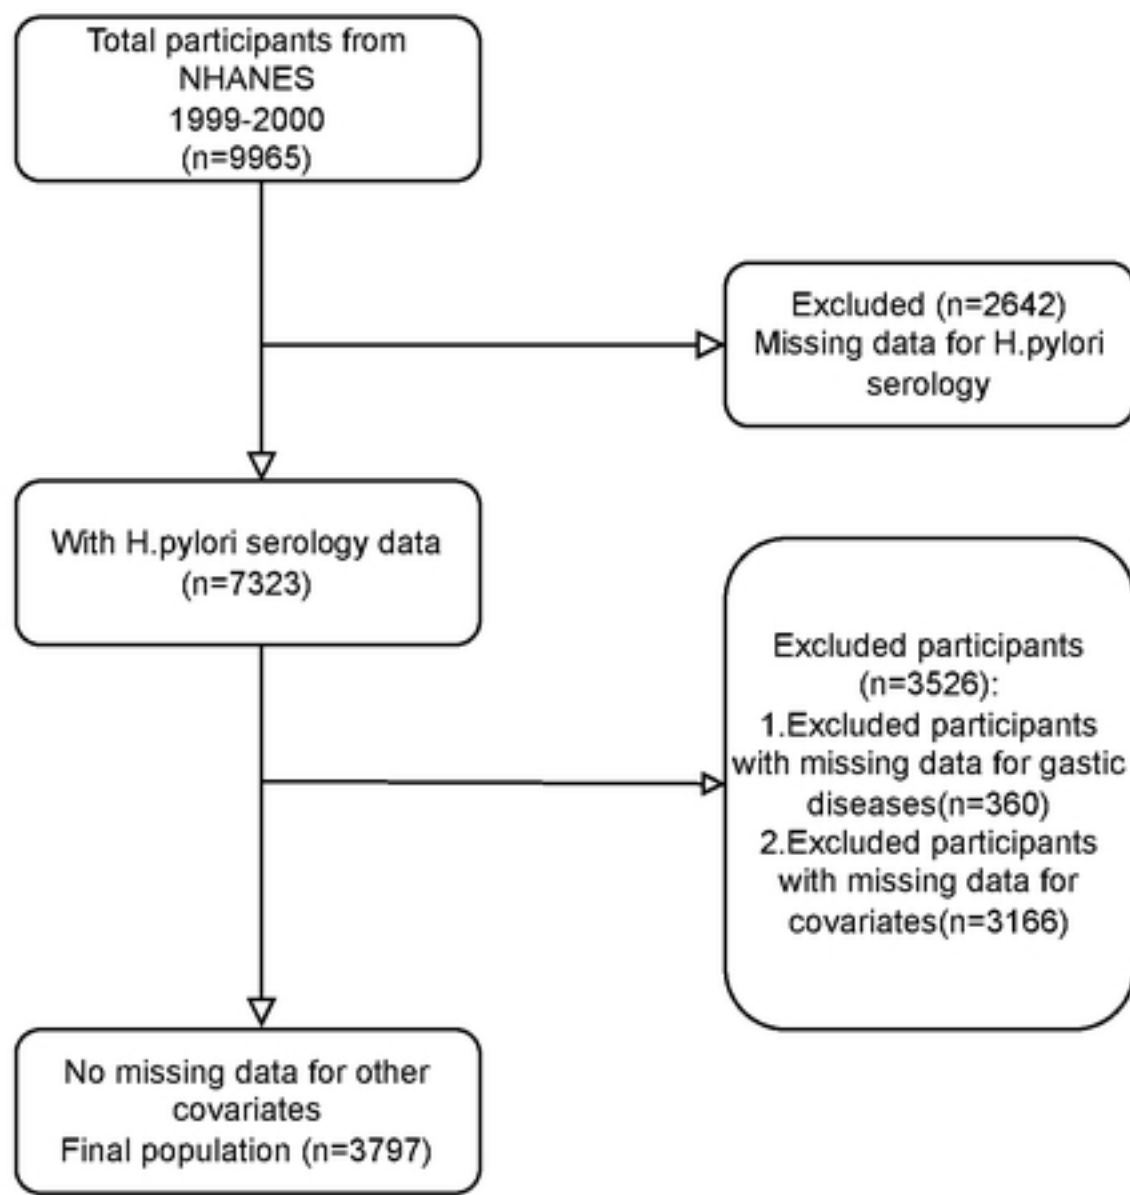 Total participants from
NHANES
1999-2000
(n=9965)
Excluded (n=2642)
Missing data for H.pylori
serology
With H.pylori serology data
(n=7323)
Excluded participants
(n=3526):
1.Excluded participants
with missing data for gastic
diseases(n=360)
2.Excluded participants
with missing data for
covariates(n=3166)
No missing data for other
covariates
Final population (n=3797)